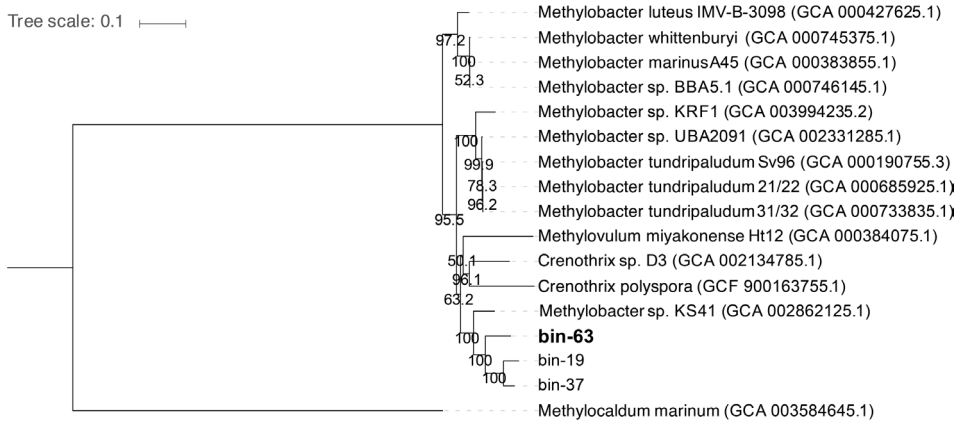 Tree scale: 0.1
Methylobacter luteus IMV-B-3098 (GCA 000427625.1)
97.2
Methylobacter whittenburyi (GCA 000745375.1)
100
Methylobacter marinus A45 (GCA 000383855.1)
52.3
Methylobacter sp. BBA5.1 (GCA 000746145.1)
Methylobacter sp. KRF1 (GCA 003994235.2)
100
Methylobacter sp. UBA2091 (GCA 002331285.1)
99.9
Methylobacter tundripaludum Sv96 (GCA 000190755.3)
78.3
Methylobacter tundripaludum 21/22 (GCA 000685925.1)
96.2
Methylobacter tundripaludum 31/32 (GCA 000733835.1)
95.5
Methylovulum miyakonense Ht12 (GCA 000384075.1)
50.1
Crenothrix sp. D3 (GCA 002134785.1)
96.1
Crenothrix polyspora (GCF 900163755.1)
63.2
Methylobacter sp. KS41 (GCA 002862125.1)
100
bin-63
100
bin-19
100
bin-37
Methylocaldum marinum (GCA 003584645.1)